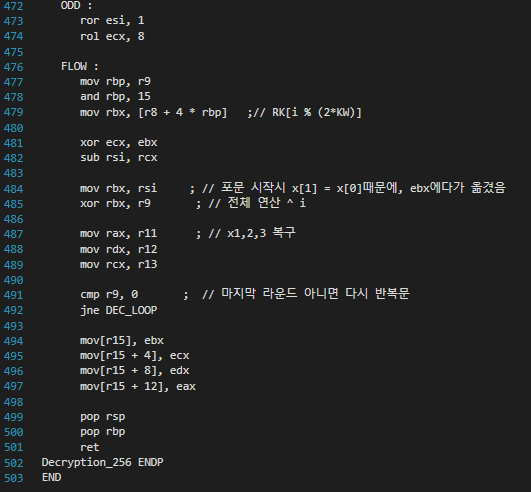 472 ODD :
473 ror esi, 1
474 rol ecx, 8
475
476 FLOW :
477 mov rbp, r9
478 and rbp, 15
479 mov rbx, [r8 + 4 * rbp] ;// RK[i % (2*KW)]
480
481 xor ecx, ebx
482 sub rsi, rcx
483
484 mov rbx, rsi ; // 포문 시작시 x[1] = x[0]때문에, ebx에다가 옮겼음
485 xor rbx, r9 ; // 전체 연산 ^ i
486
487 mov rax, r11 ; // x1,2,3 복구
488 mov rdx, r12
489 mov rcx, r13
490
491 cmp r9, 0 ; // 마지막 라운드 아니면 다시 반복문
492 jne DEC_LOOP
493
494 mov[r15], ebx
495 mov[r15 + 4], ecx
496 mov[r15 + 8], edx
497 mov[r15 + 12], eax
498
499 pop rsp
500 pop rbp
501 ret
502 Decryption_256 ENDP
503 END